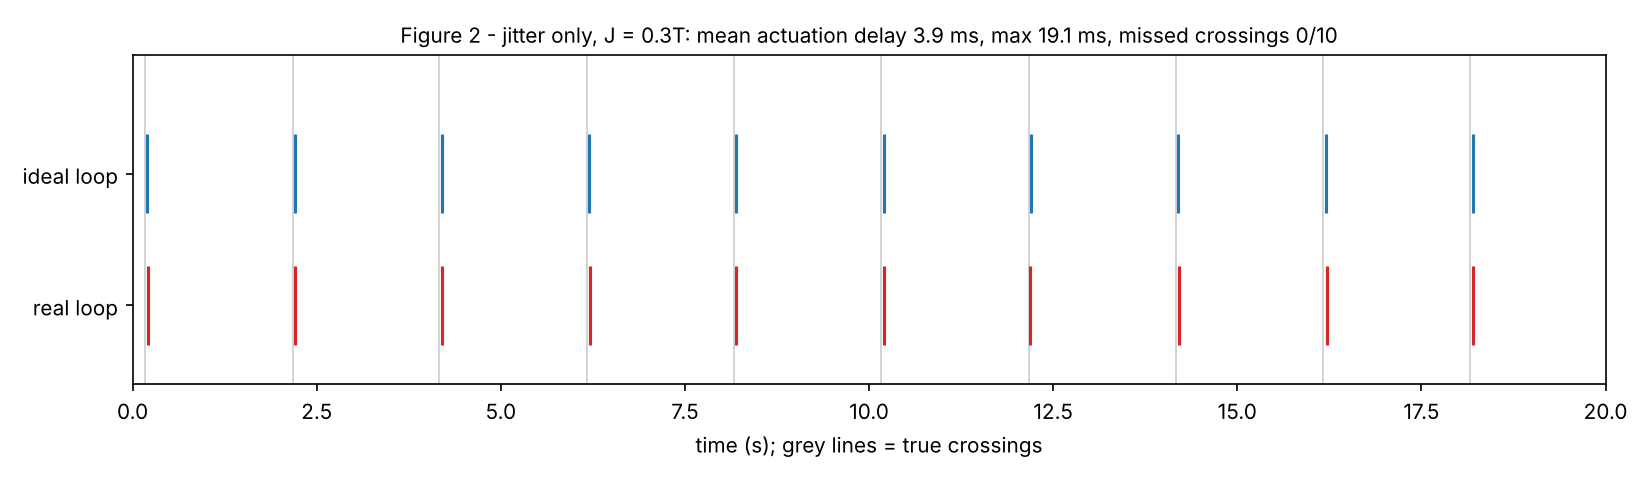 Figure 2 - jitter only, J = 0.3T: mean actuation delay 3.9 ms, max 19.1 ms, missed crossings 0/10
ideal loop
real loop
0.0 2.5 5.0 7.5 10.0 12.5 15.0 17.5 20.0
time (s); grey lines = true crossings